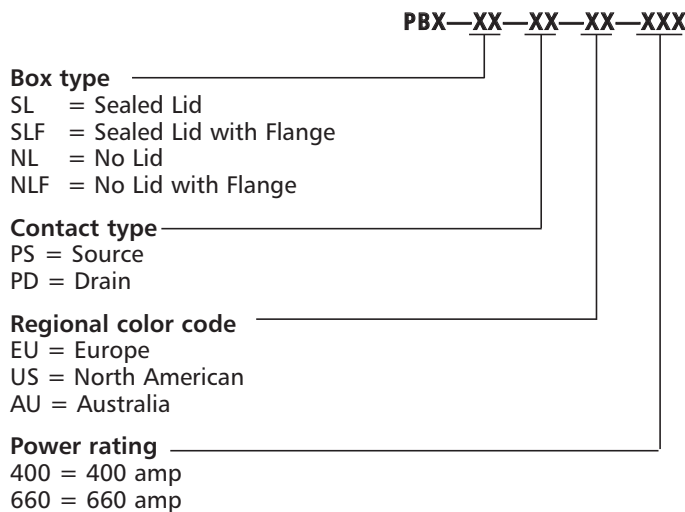 PBX—XX—XX—XX—XXX
Box type
SL = Sealed Lid
SLF = Sealed Lid with Flange
NL = No Lid
NLF = No Lid with Flange
Contact type
PS = Source
PD = Drain
Regional color code
EU = Europe
US = North American
AU = Australia
Power rating
400 = 400 amp
660 = 660 amp